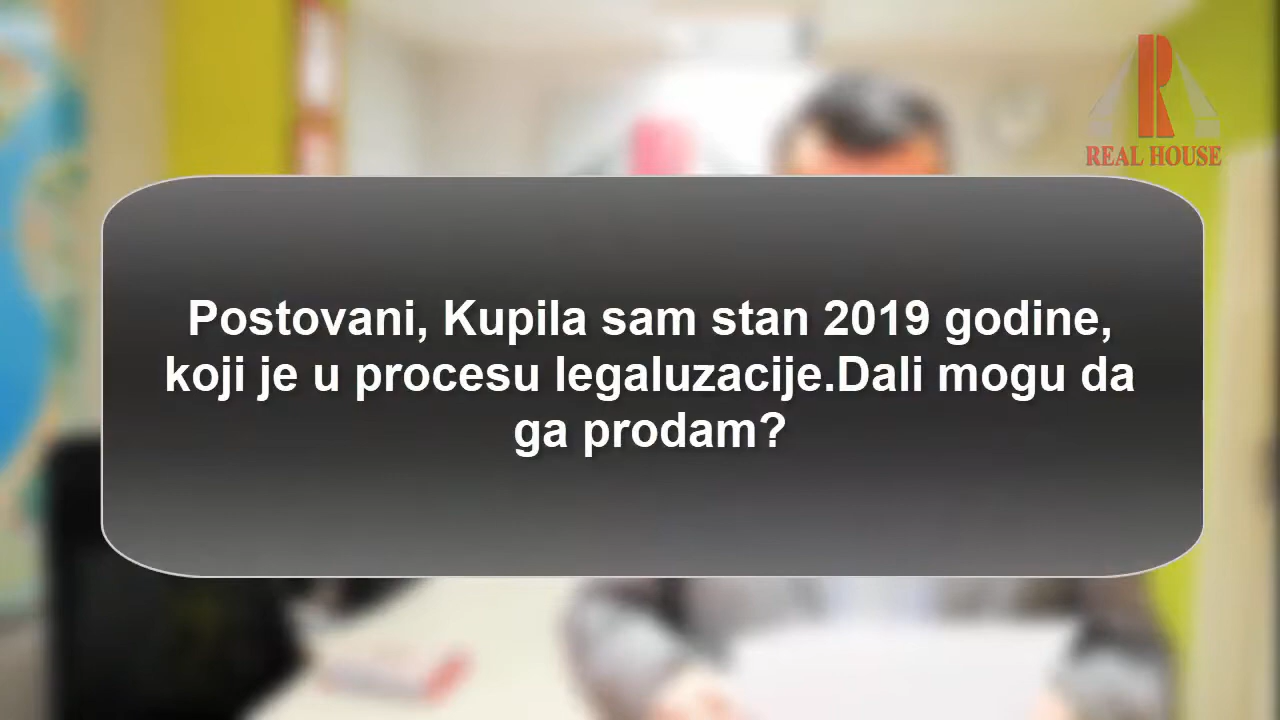 REAL HOUSE
Postovani, Kupila sam stan 2019 godine,
koji je u procesu legaluzacije.Dali mogu da
ga prodam?